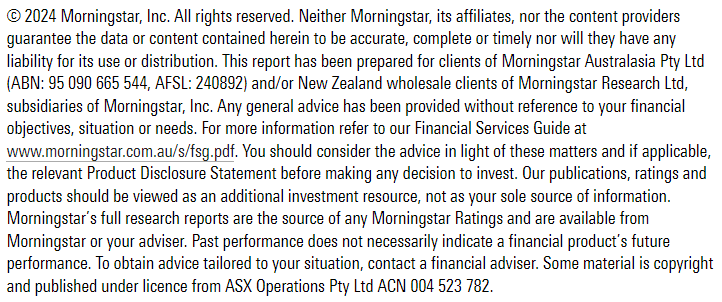 © 2024 Morningstar, Inc. All rights reserved. Neither Morningstar, its affiliates, nor the content providers
guarantee the data or content contained herein to be accurate, complete or timely nor will they have any
liability for its use or distribution. This report has been prepared for clients of Morningstar Australasia Pty Ltd
(ABN: 95 090 665 544, AFSL: 240892) and/or New Zealand wholesale clients of Morningstar Research Ltd,
subsidiaries of Morningstar, Inc. Any general advice has been provided without reference to your financial
objectives, situation or needs. For more information refer to our Financial Services Guide at
www.morningstar.com.au/s/fsg.pdf. You should consider the advice in light of these matters and if applicable,
the relevant Product Disclosure Statement before making any decision to invest. Our publications, ratings and
products should be viewed as an additional investment resource, not as your sole source of information.
Morningstar’s full research reports are the source of any Morningstar Ratings and are available from
Morningstar or your adviser. Past performance does not necessarily indicate a financial product’s future
performance. To obtain advice tailored to your situation, contact a financial adviser. Some material is copyright
and published under licence from ASX Operations Pty Ltd ACN 004 523 782.